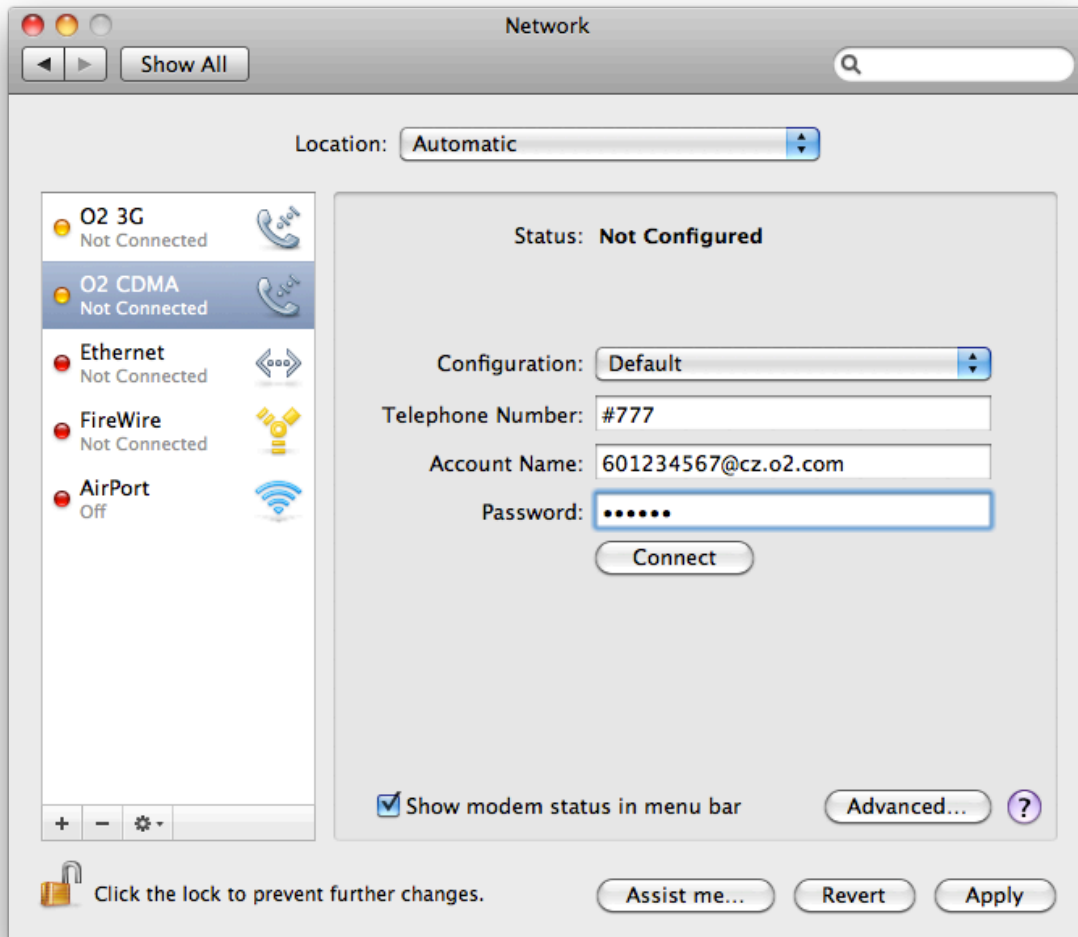 Network
Show All
Location: Automatic
O2 3G
Not Connected
O2 CDMA
Not Connected
Ethernet
Not Connected
FireWire
Not Connected
AirPort
Off
Status: Not Configured
Configuration: Default
Telephone Number: #777
Account Name: 601234567@cz.o2.com
Password: ••••••
Connect
Show modem status in menu bar
Advanced...
?
Click the lock to prevent further changes.
Assist me...
Revert
Apply